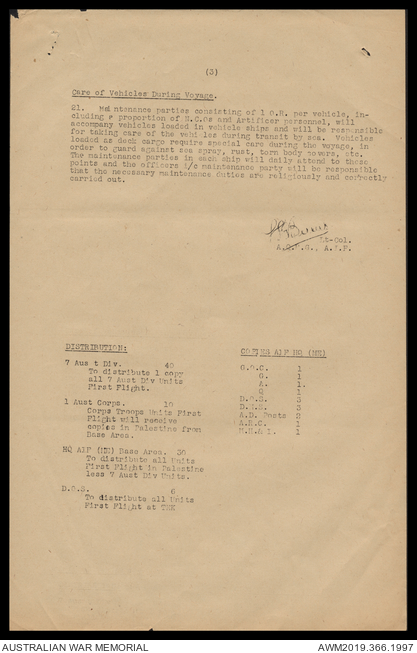 (3)
Care of Vehicles During Voyage.
21. Maintenance parties consisting of 1 O.R. per vehicle, in-
cluding a proportion of N.C.Os and Artificer personnel, will
accompany vehicles loaded in vehicle ships and will be responsible
for taking care of the vehicles during transit by sea. Vehicles
loaded as deck cargo require special care during the voyage, in
order to guard against sea spray, rust, torn body covers, etc.
The maintenance parties in each ship will daily attend to these
points and the officers i/c maintenance party will be responsible
that the necessary maintenance duties are religiously and correctly
carried out.
Lt-Col.
A.Q.M.G., A.I.F.
DISTRIBUTION:
7 Aust Div. 40
To distribute 1 copy
all 7 Aust Div Units
First Flight.
1 Aust Corps. 10
Corps Troops Units First
Flight will receive
copies in Palestine from
Base Area.
HQ AIF (ME) Base Area. 30
To distribute all Units
First Flight in Palestine
less 7 Aust Div Units.
D.O.S. 6
To distribute all Units
First Flight at
COPIES AIF HQ (ME)
G.O.C. 1
G. 1
A. 1
Q 1
D.O.S. 3
3
A.D. Posts 2
1
1
AUSTRALIAN WAR MEMORIAL
AWM2019.366.1997